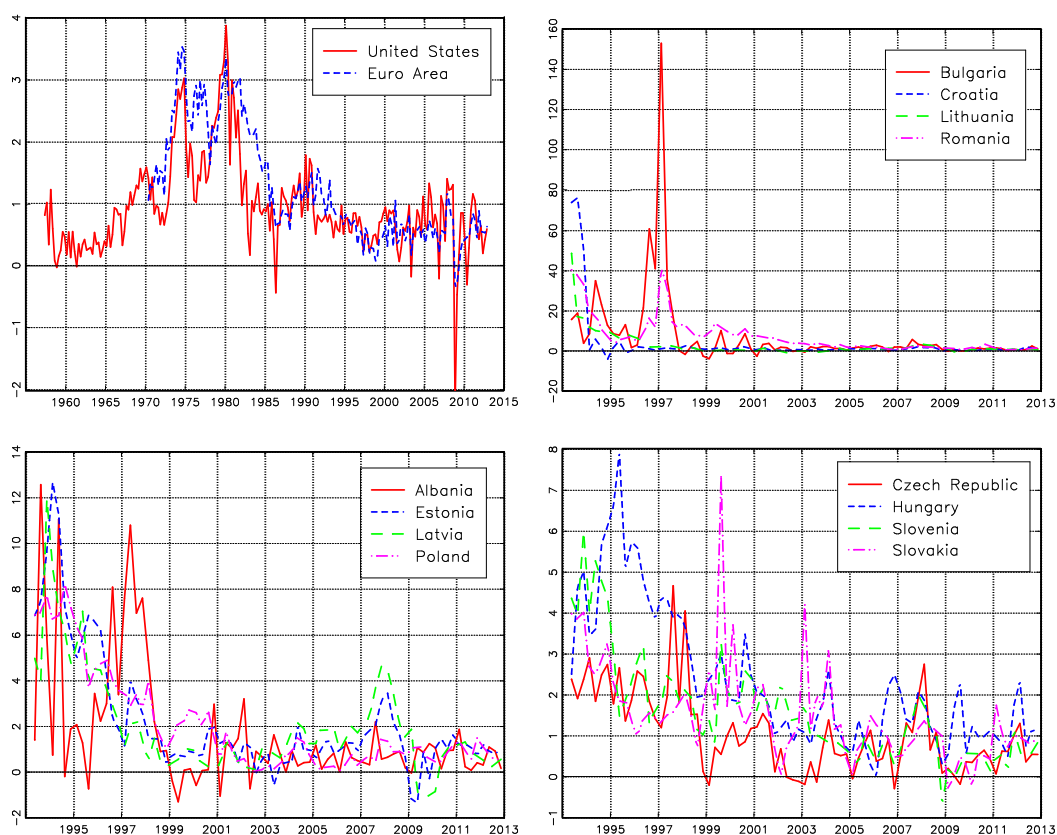 4
3
2
1
0
−1
−2
United States
Euro Area
1960 1965 1970 1975 1980 1985 1990 1995 2000 2005 2010 2015
160
140
120
100
80
60
40
20
0
−20
Bulgaria
Croatia
Lithuania
Romania
1995 1997 1999 2001 2003 2005 2007 2009 2011 2013
14
12
10
8
6
4
2
0
−2
Albania
Estonia
Latvia
Poland
1995 1997 1999 2001 2003 2005 2007 2009 2011 2013
8
7
6
5
4
3
2
1
0
−1
Czech Republic
Hungary
Slovenia
Slovakia
1995 1997 1999 2001 2003 2005 2007 2009 2011 2013